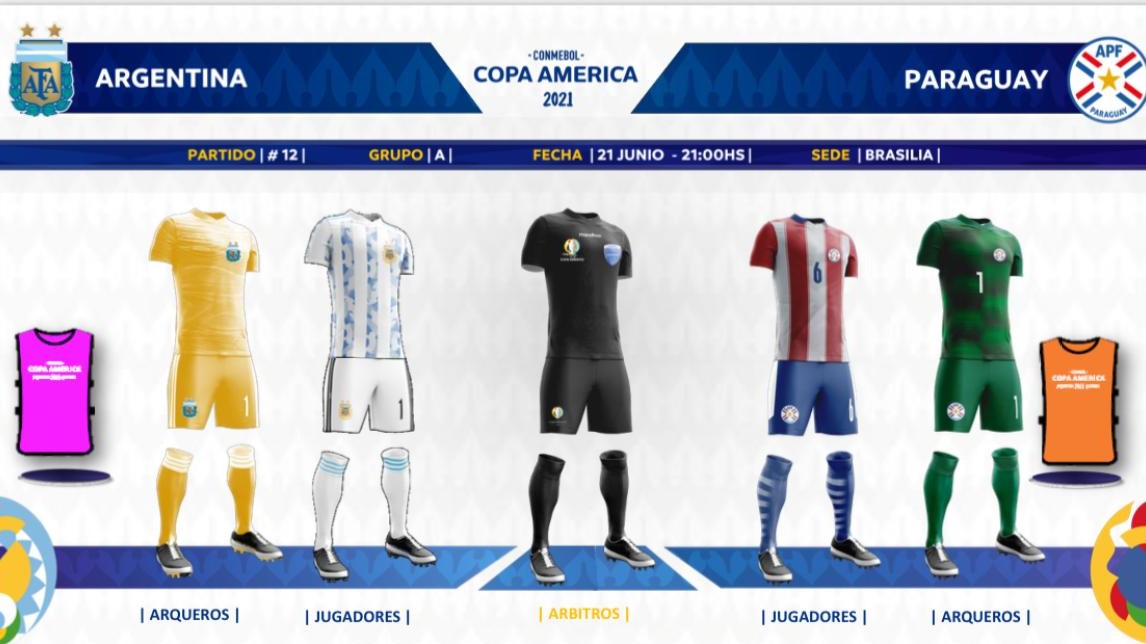 ARGENTINA
- CONMEBOL -
COPA AMERICA
2021
PARAGUAY
AFA
APF
PARAGUAY
PARTIDO | # 12 |
GRUPO | A |
FECHA | 21 JUNIO - 21:00HS |
SEDE | BRASILIA |
COPA AMERICA
1
1
6
6
1
1
COPA AMERICA
| ARQUEROS |
| JUGADORES |
| ARBITROS |
| JUGADORES |
| ARQUEROS |